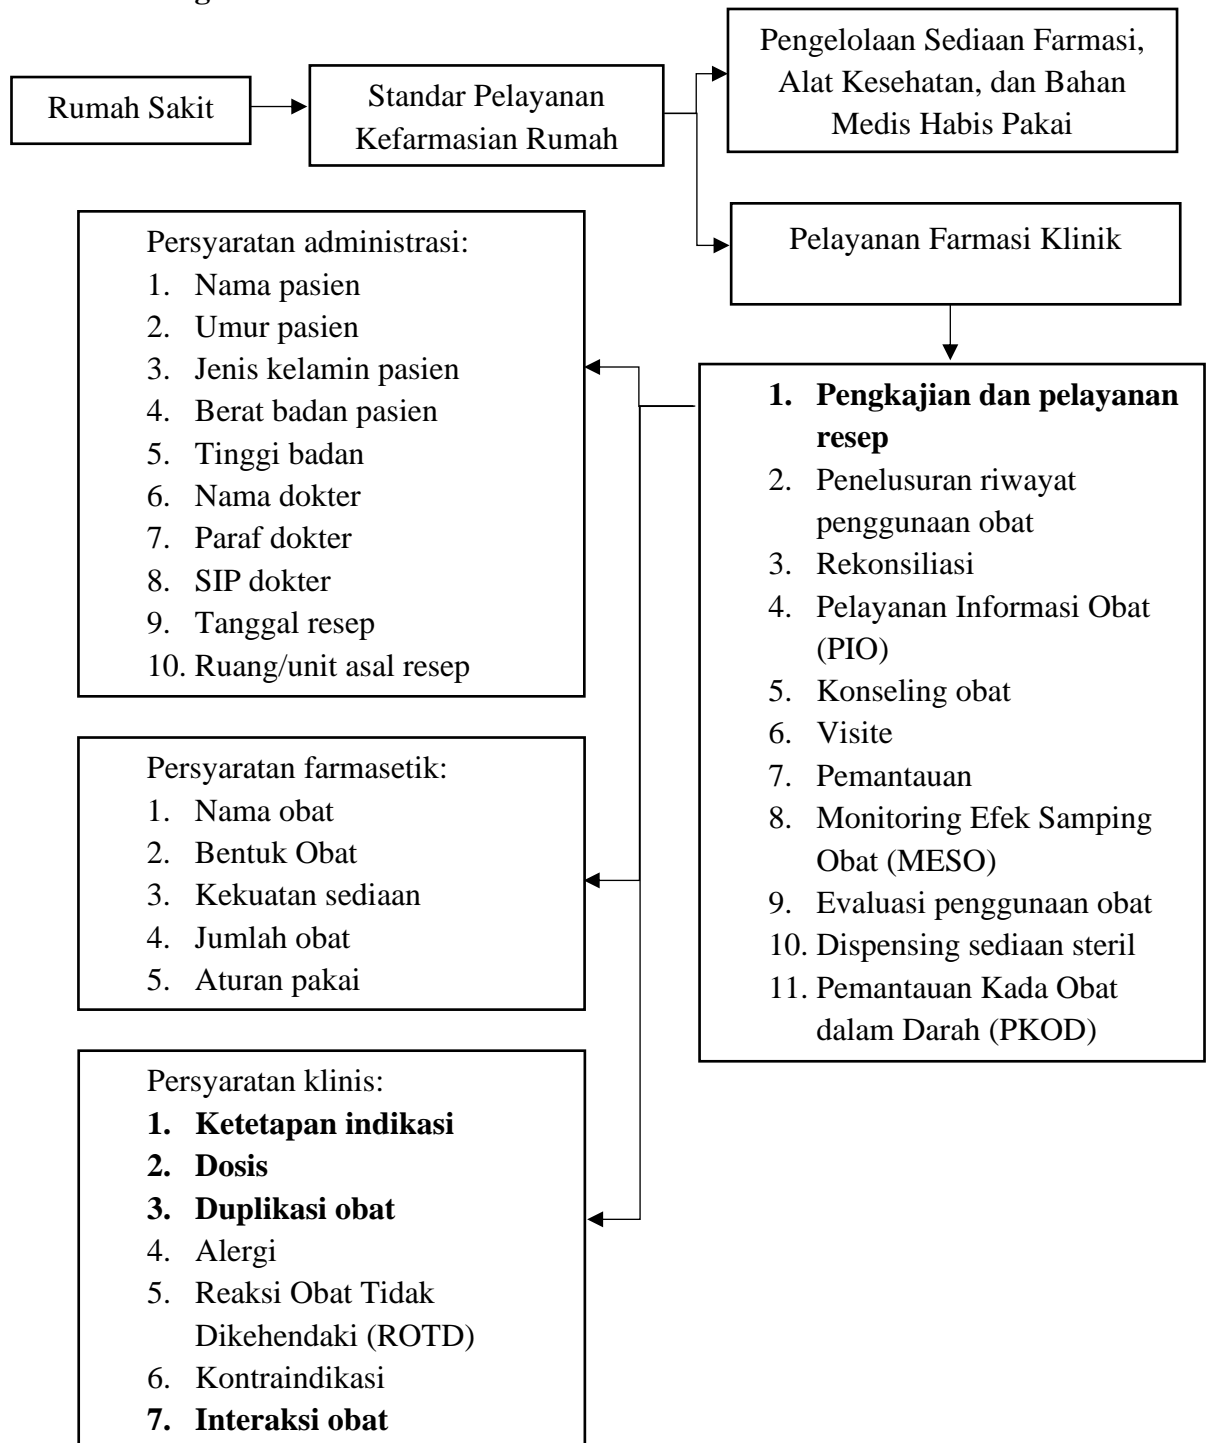 Rumah Sakit
Standar Pelayanan
Kefarmasian Rumah
Pengelolaan Sediaan Farmasi,
Alat Kesehatan, dan Bahan
Medis Habis Pakai
Pelayanan Farmasi Klinik
Persyaratan administrasi:
1. Nama pasien
2. Umur pasien
3. Jenis kelamin pasien
4. Berat badan pasien
5. Tinggi badan
6. Nama dokter
7. Paraf dokter
8. SIP dokter
9. Tanggal resep
10. Ruang/unit asal resep
1. Pengkajian dan pelayanan
resep
2. Penelusuran riwayat
penggunaan obat
3. Rekonsiliasi
4. Pelayanan Informasi Obat
(PIO)
5. Konseling obat
6. Visite
7. Pemantauan
8. Monitoring Efek Samping
Obat (MESO)
9. Evaluasi penggunaan obat
10. Dispensing sediaan steril
11. Pemantauan Kada Obat
dalam Darah (PKOD)
Persyaratan farmasetik:
1. Nama obat
2. Bentuk Obat
3. Kekuatan sediaan
4. Jumlah obat
5. Aturan pakai
Persyaratan klinis:
1. Ketetapan indikasi
2. Dosis
3. Duplikasi obat
4. Alergi
5. Reaksi Obat Tidak
Dikehendaki (ROTD)
6. Kontraindikasi
7. Interaksi obat